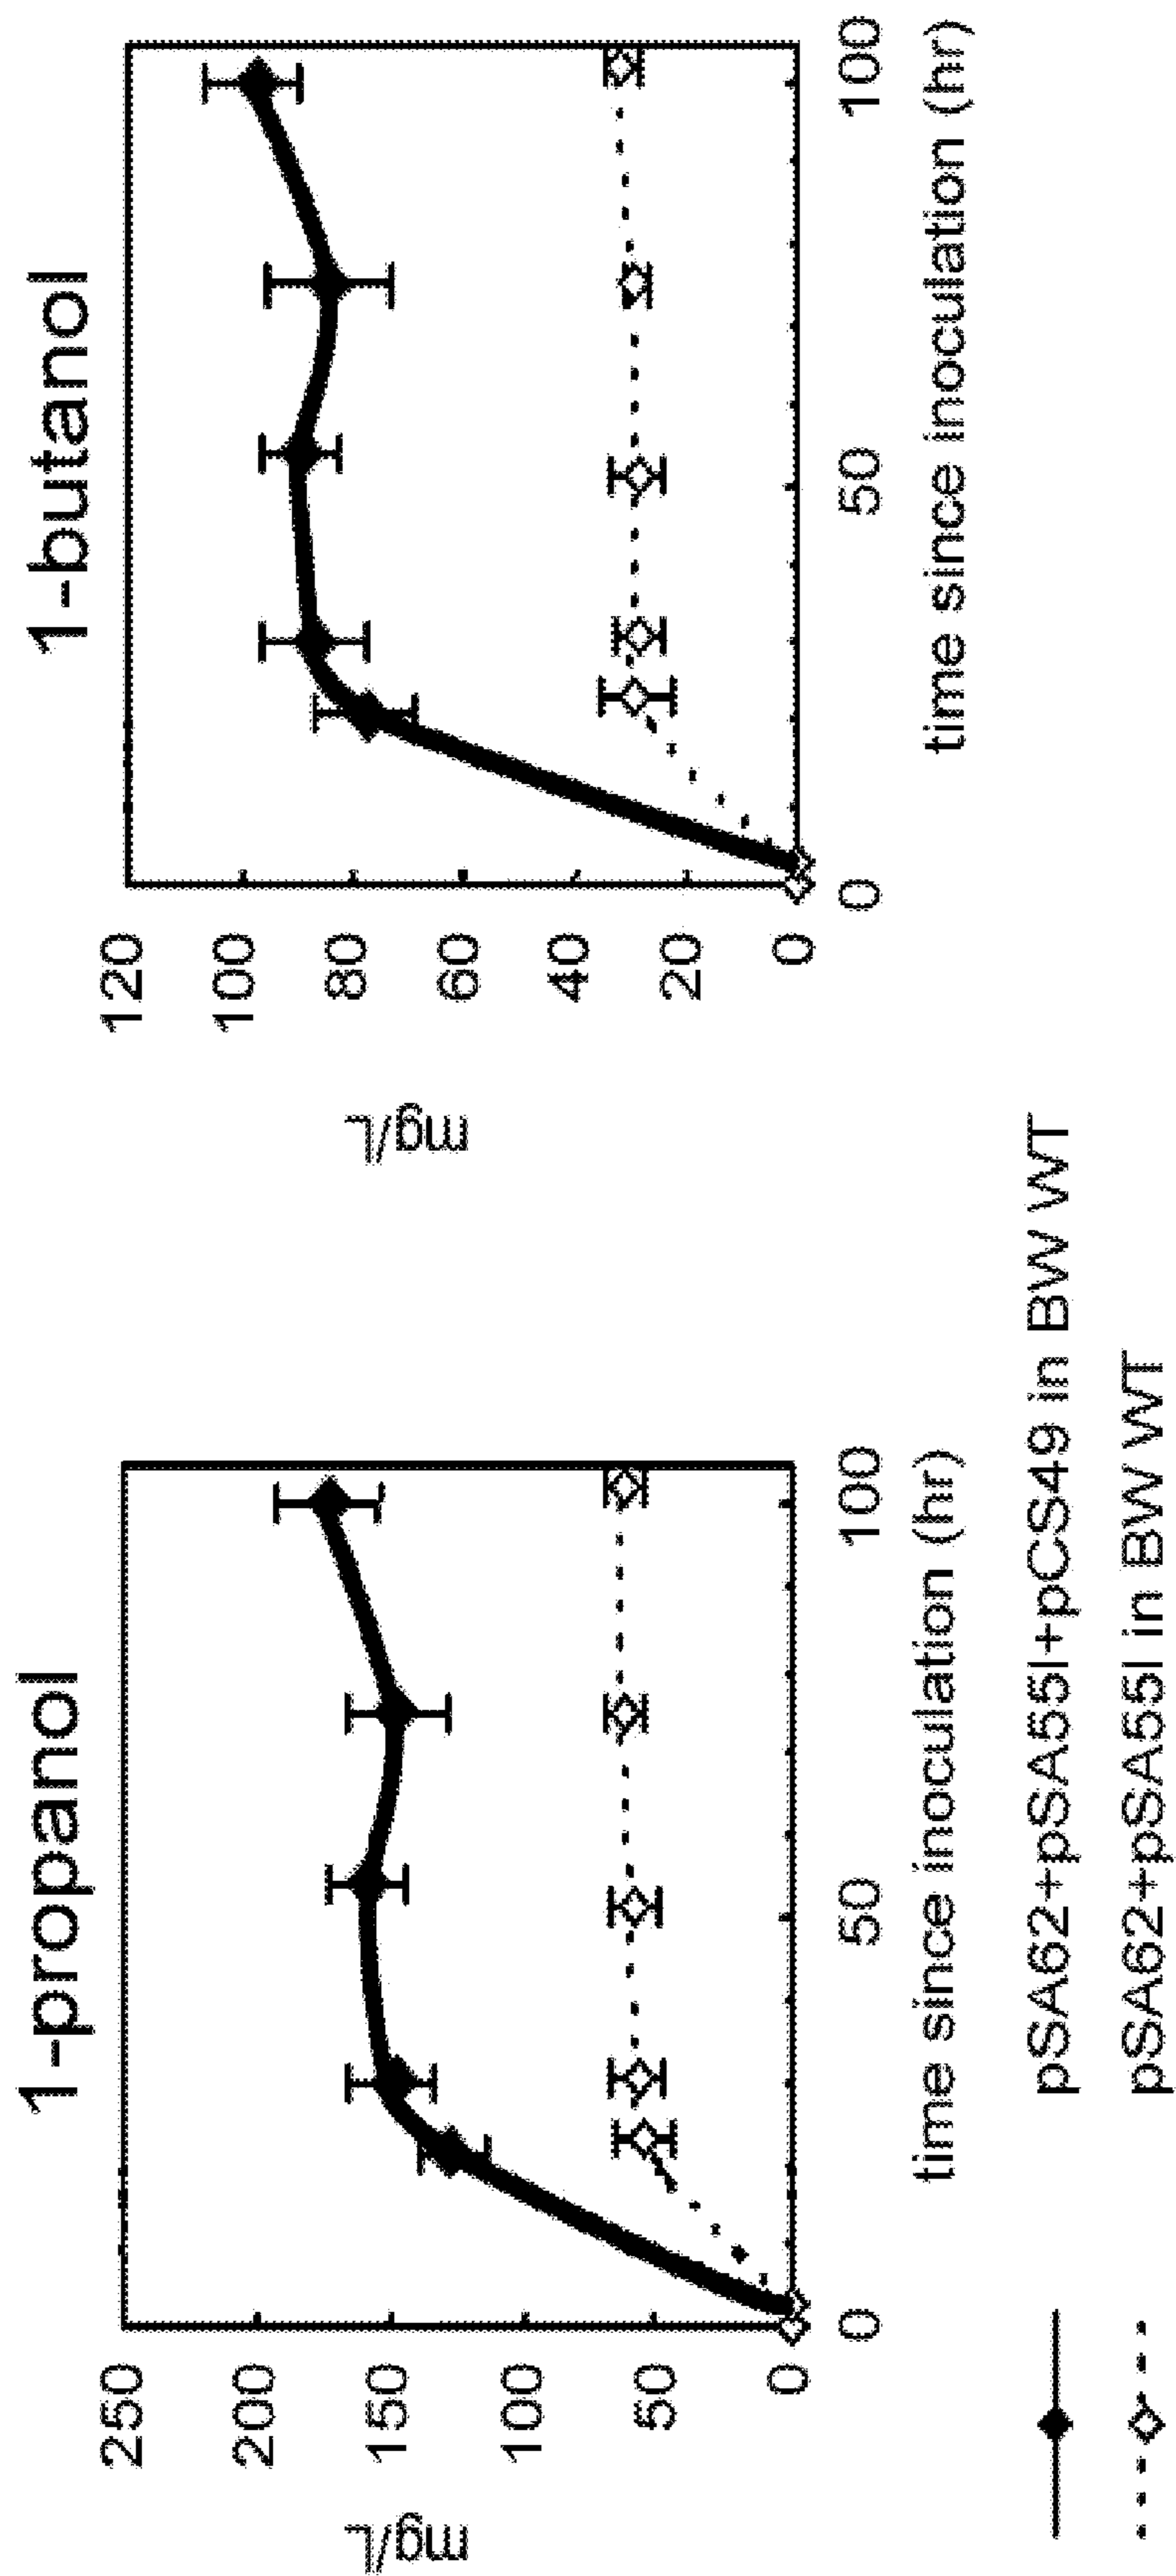 1-propanol
mg/L
250
200
150
100
50
0
0
50
100
time since inoculation (hr)
1-butanol
mg/L
120
100
80
60
40
20
0
0
50
100
time since inoculation (hr)
pSA62+pSA55I+pCS49 in BW WT
pSA62+pSA55I in BW WT